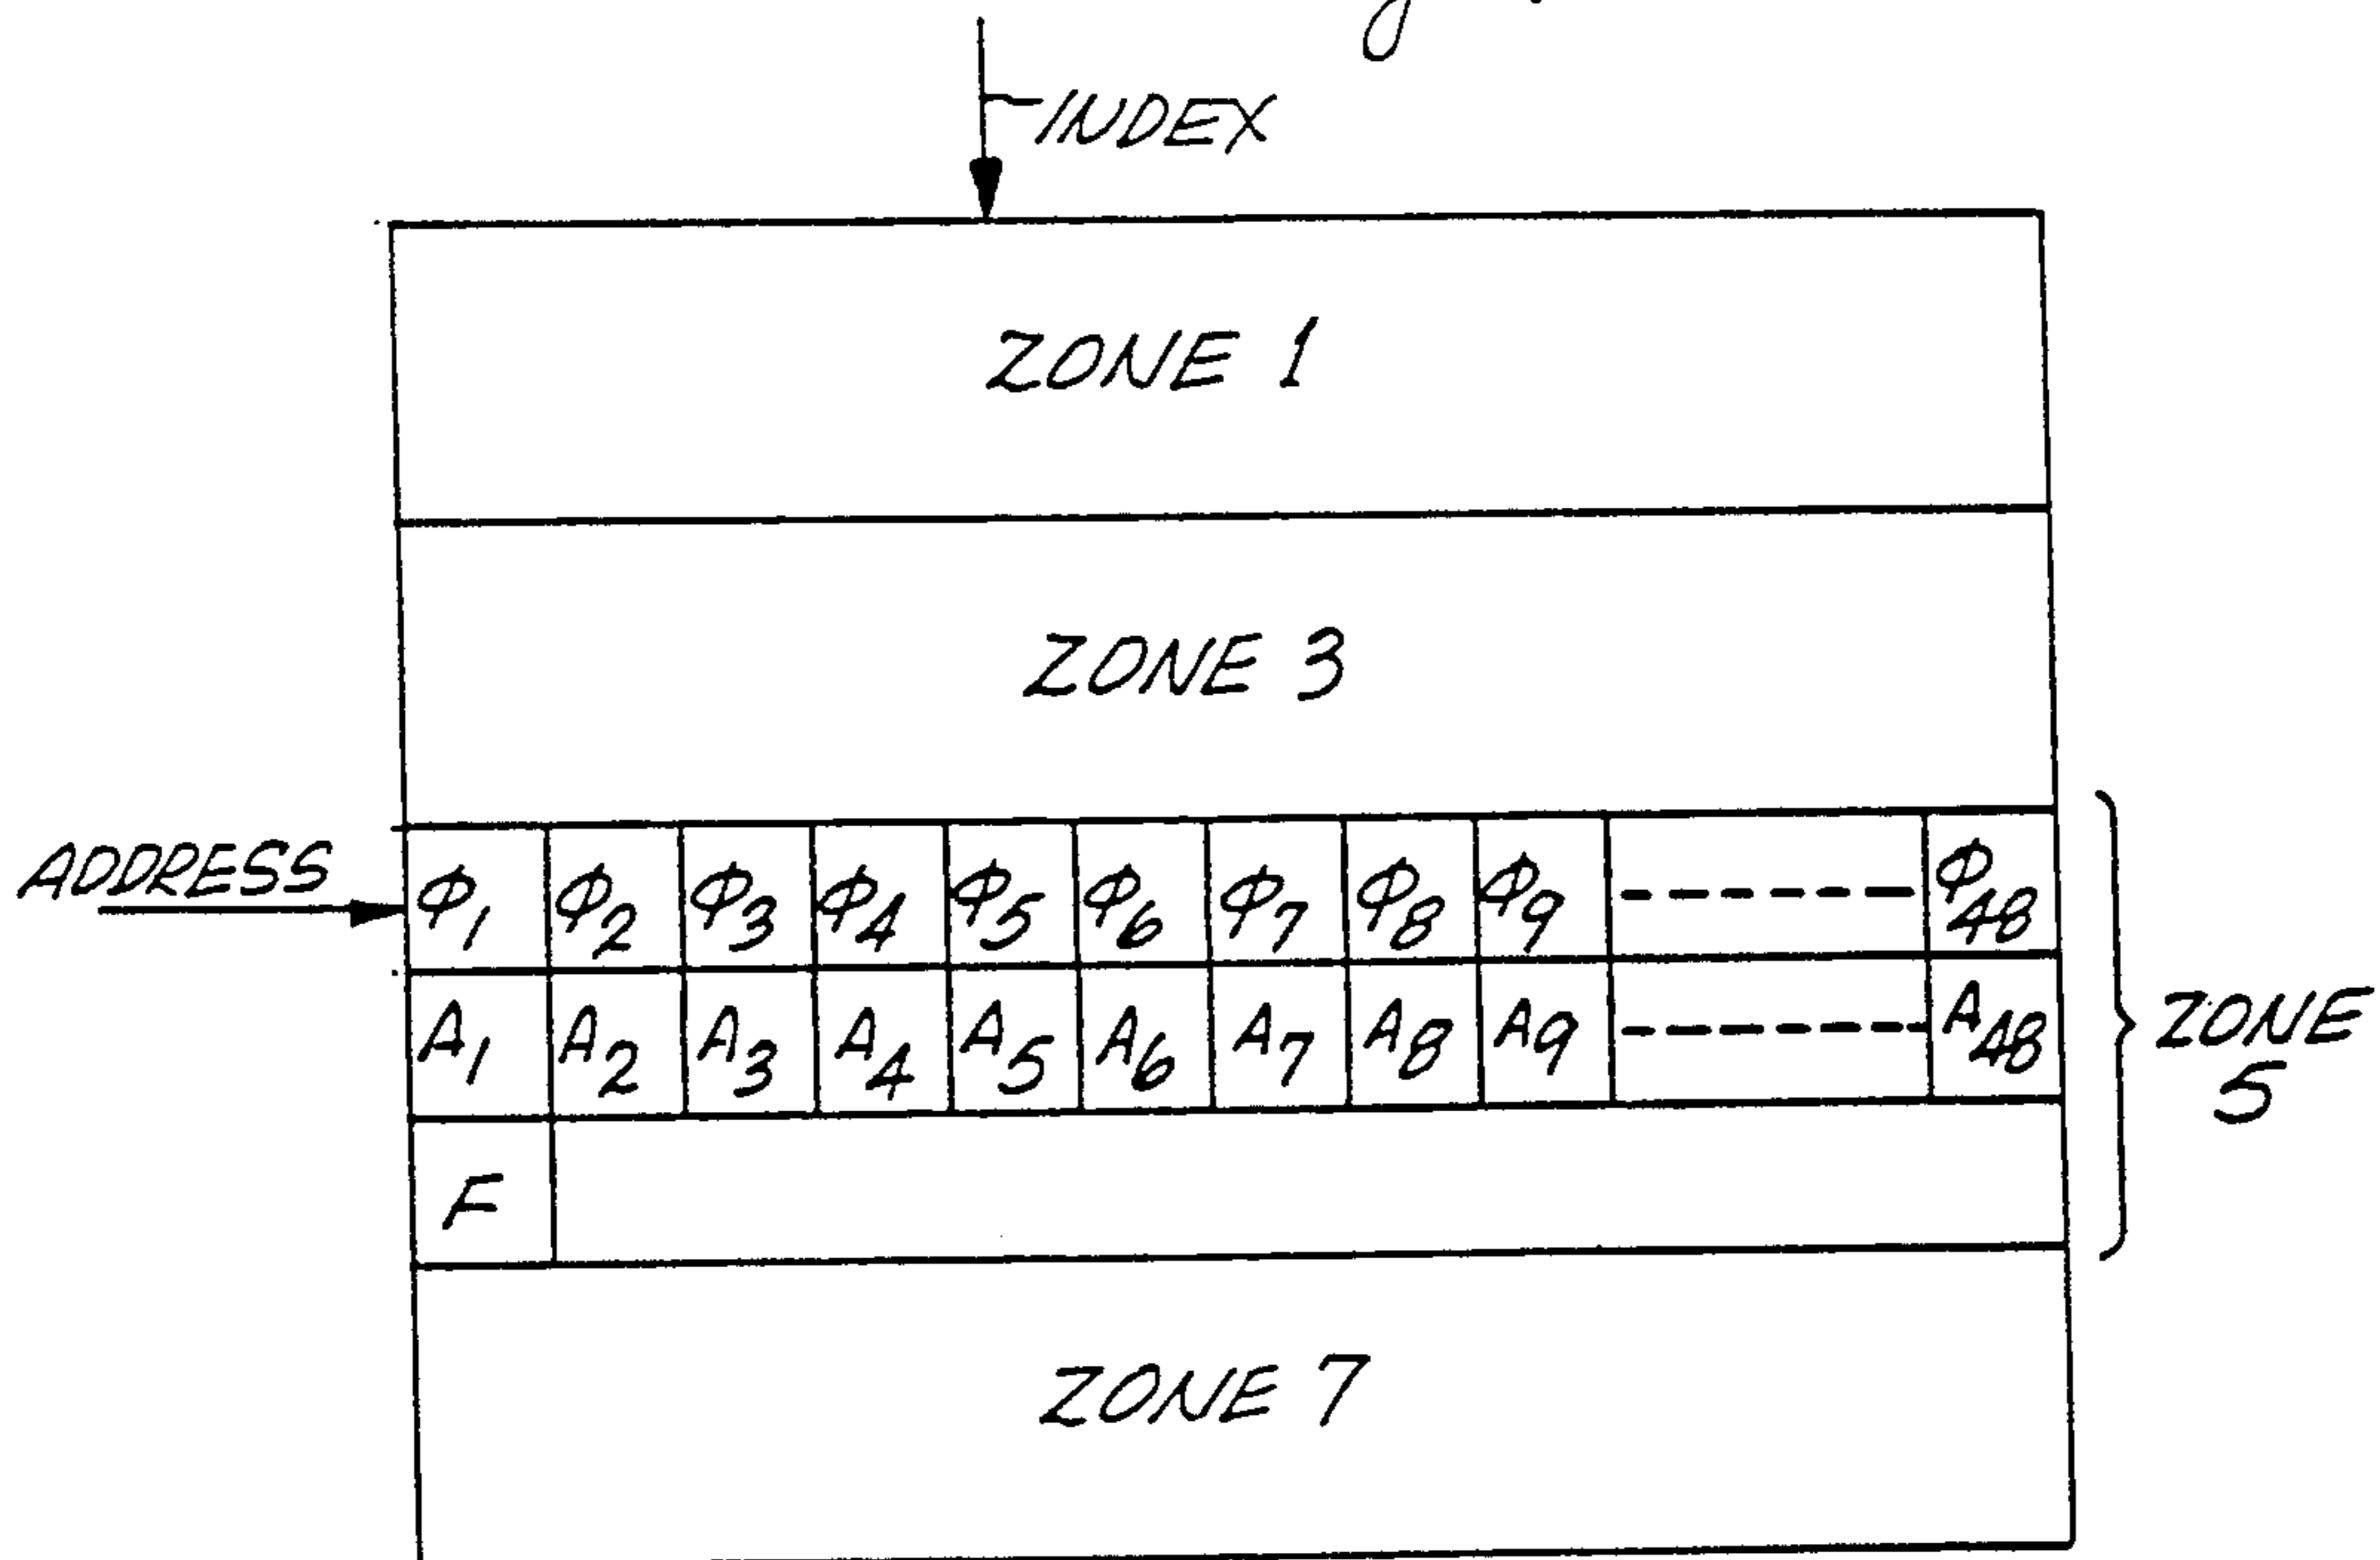 INDEX
ZONE 1
ZONE 3
ADDRESS
Φ1 Φ2 Φ3 Φ4 Φ5 Φ6 Φ7 Φ8 Φ9 ------ Φ48
A1 A2 A3 A4 A5 A6 A7 A8 A9 ------ A48
ZONE
5
F
ZONE 7